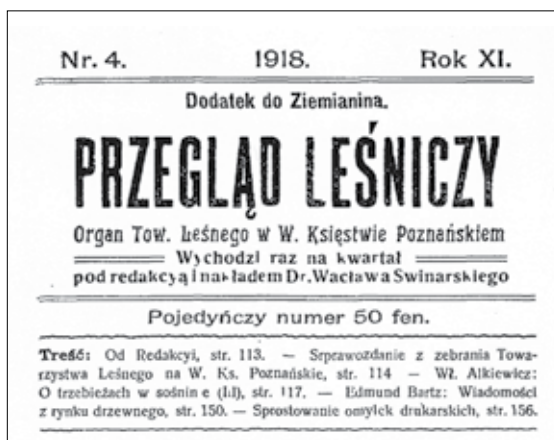 Nr. 4. 1918. Rok XI.
Dodatek do Ziemianina.
PRZEGLĄD LEŚNICZY
Organ Tow. Leśnego w W. Księstwie Poznańskiem
Wychodzi raz na kwartał
pod redakcyą i nakładem Dr. Wacława Swinarskiego
Pojedyńczy numer 50 fen.
Treść: Od Redakcyi, str. 113. — Srprawozdanie z zebrania Towa-
rzystwa Leśnego na W. Ks. Poznańskie, str. 114 — Wł. Alkiewicz:
O trzebieżach w sośnin e (I.I), str. 117. — Edmund Bartz: Wiadomości
z rynku drzewnego, str. 150. — Sprostowanie omyłek drukarskich, str. 156.